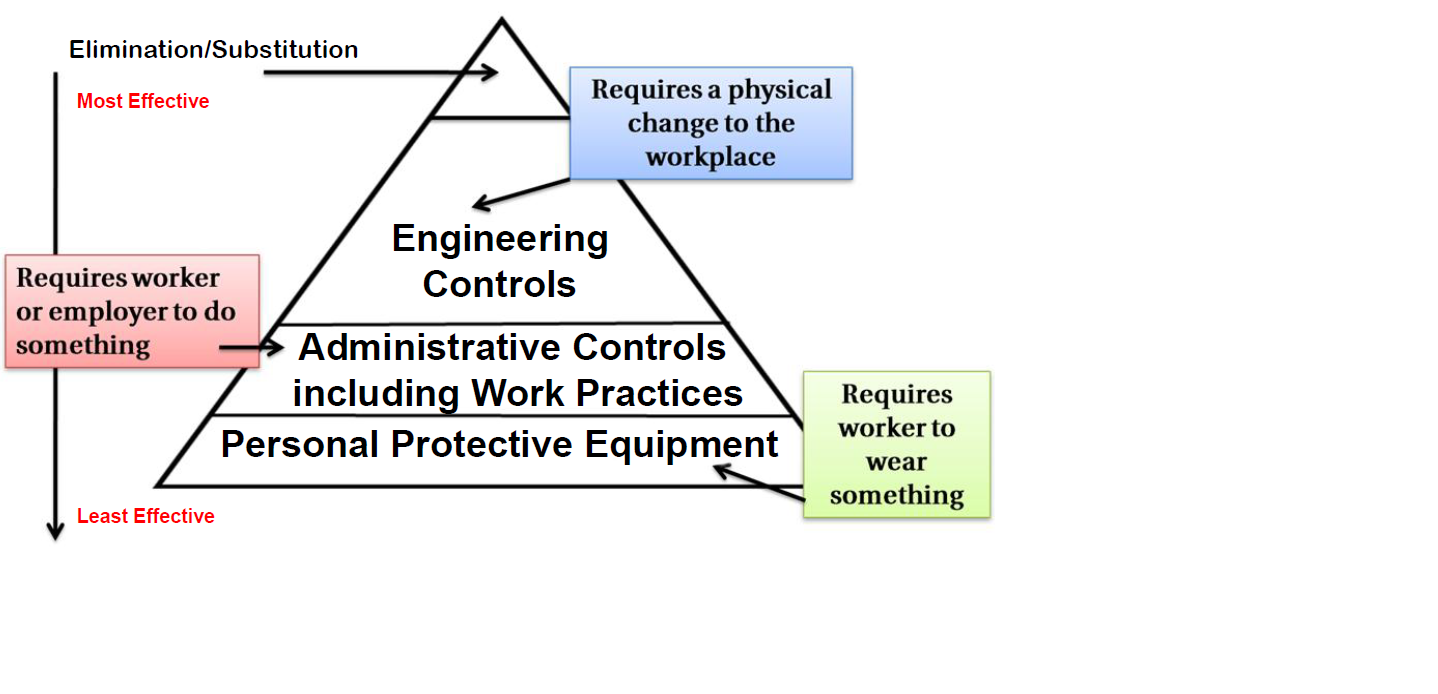 Elimination/Substitution
Most Effective
Requires a physical
change to the
workplace
Engineering
Controls
Requires worker
or employer to do
something
Administrative Controls
including Work Practices
Requires
worker to
wear
something
Personal Protective Equipment
Least Effective